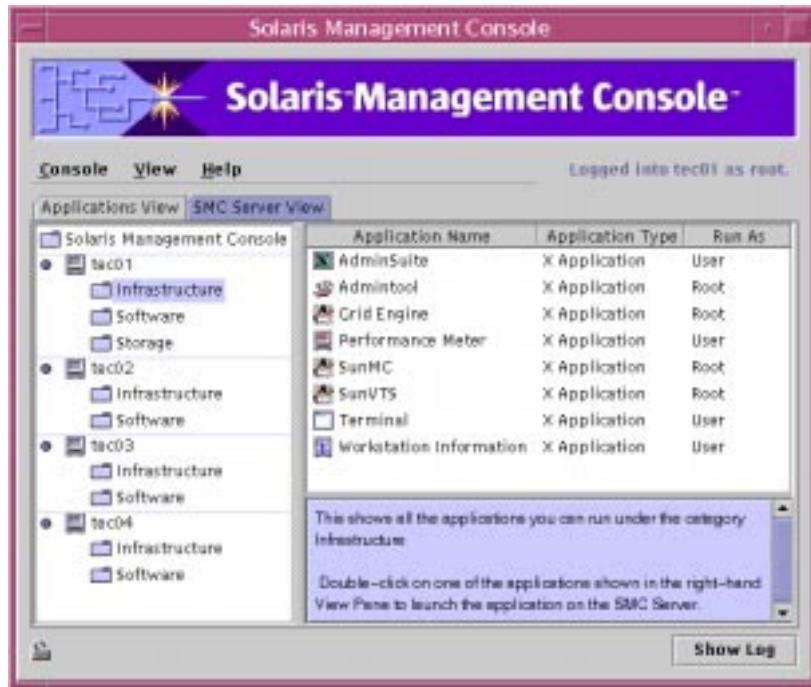 Solaris Management Console
Solaris™Management Console™
Console View Help
Logged into tec01 as root.
Applications View
SMC Server View
Solaris Management Console
tec01
Infrastructure
Software
Storage
tec02
Infrastructure
Software
tec03
Infrastructure
Software
tec04
Infrastructure
Software
Application Name Application Type Run As
AdminSuite X Application User
Admintool X Application Root
Grid Engine X Application Root
Performance Meter X Application User
SunMC X Application Root
SunVTS X Application Root
Terminal X Application User
Workstation Information X Application User
This shows all the applications you can run under the category
Infrastructure
Double-click on one of the applications shown in the right-hand
View Pane to launch the application on the SMC Server.
Show Log